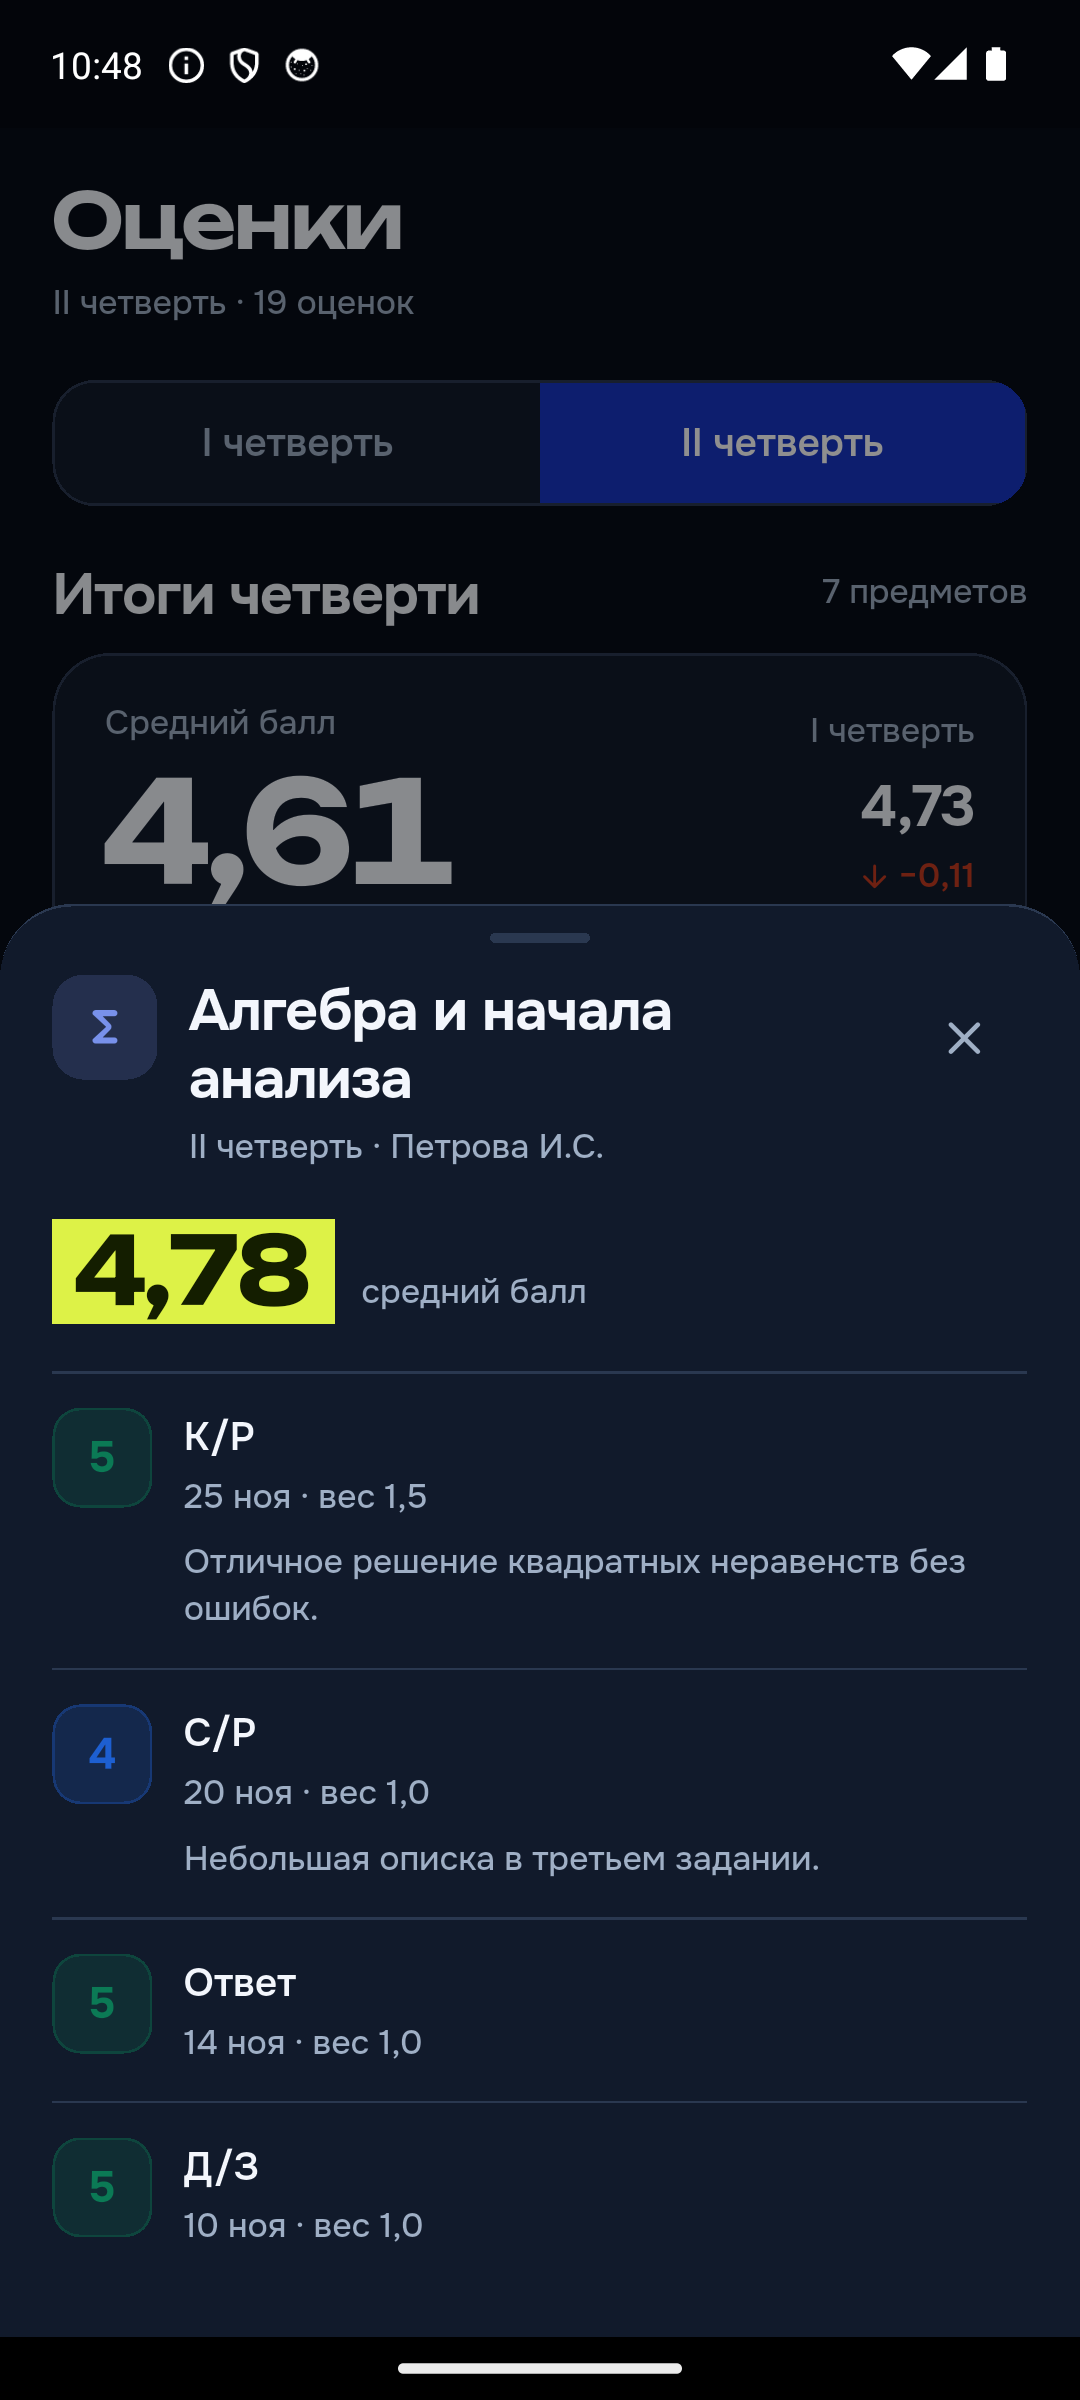 10:48
Оценки
II четверть · 19 оценок
I четверть
II четверть
Итоги четверти
7 предметов
Средний балл
I четверть
4,61
4,73
↓ −0,11
Σ
Алгебра и начала
анализа
II четверть · Петрова И.С.
4,78
средний балл
5
К/Р
25 ноя · вес 1,5
Отличное решение квадратных неравенств без
ошибок.
4
С/Р
20 ноя · вес 1,0
Небольшая описка в третьем задании.
5
Ответ
14 ноя · вес 1,0
5
Д/З
10 ноя · вес 1,0